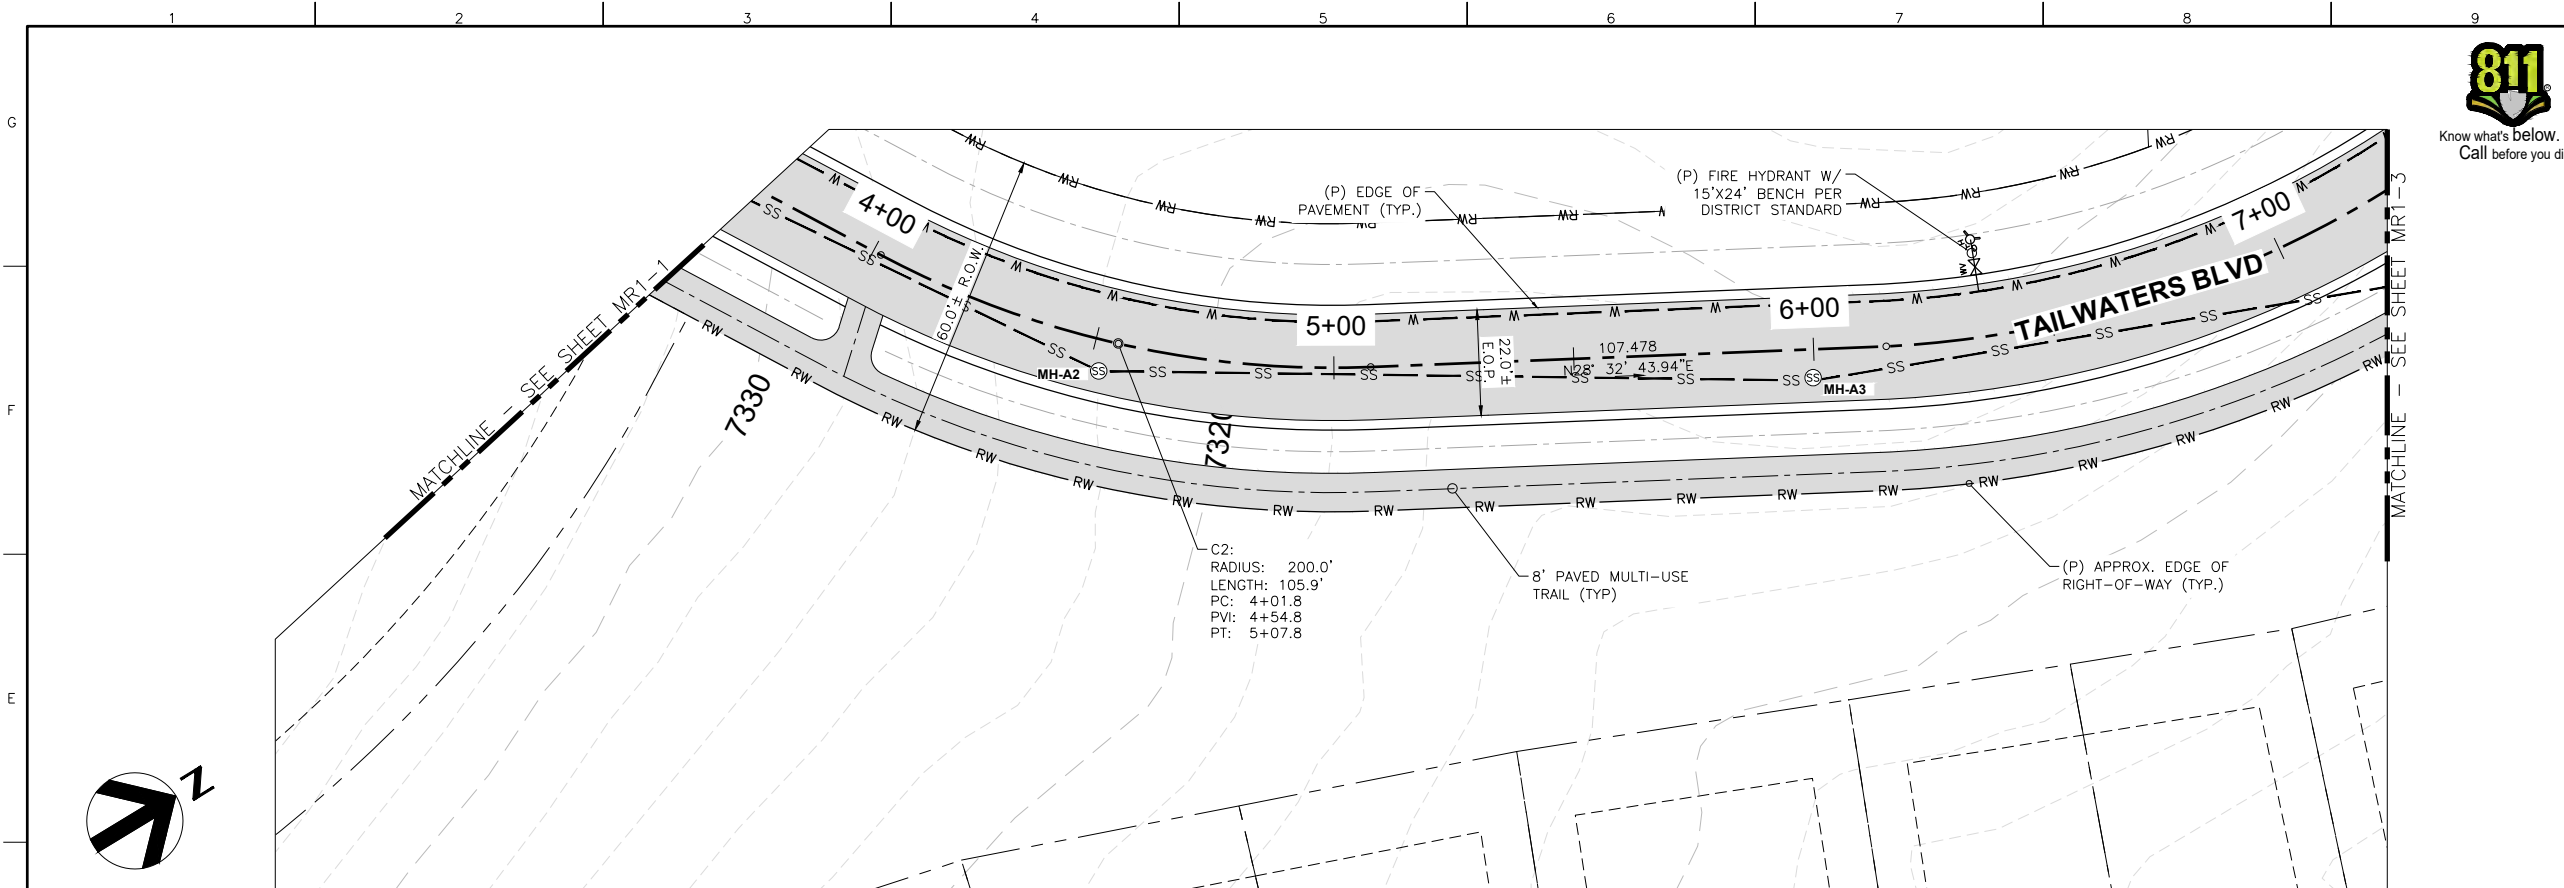 1
2
3
4
5
6
7
8
9
G
F
E
811
Know what's below.
Call before you di
MATCHLINE - SEE SHEET MR1-1
MATCHLINE - SEE SHEET MR1-3
4+00
5+00
6+00
7+00
TAILWATERS BLVD
60.0'± R.O.W.
22.0'±
E.O.P.
(P) EDGE OF
PAVEMENT (TYP.)
(P) FIRE HYDRANT W/
15'X24' BENCH PER
DISTRICT STANDARD
107.478
N28° 32' 43.94"E
MH-A2
MH-A3
SS
W
RW
7330
7320
C2:
RADIUS: 200.0'
LENGTH: 105.9'
PC: 4+01.8
PVI: 4+54.8
PT: 5+07.8
8' PAVED MULTI-USE
TRAIL (TYP)
(P) APPROX. EDGE OF
RIGHT-OF-WAY (TYP.)
N